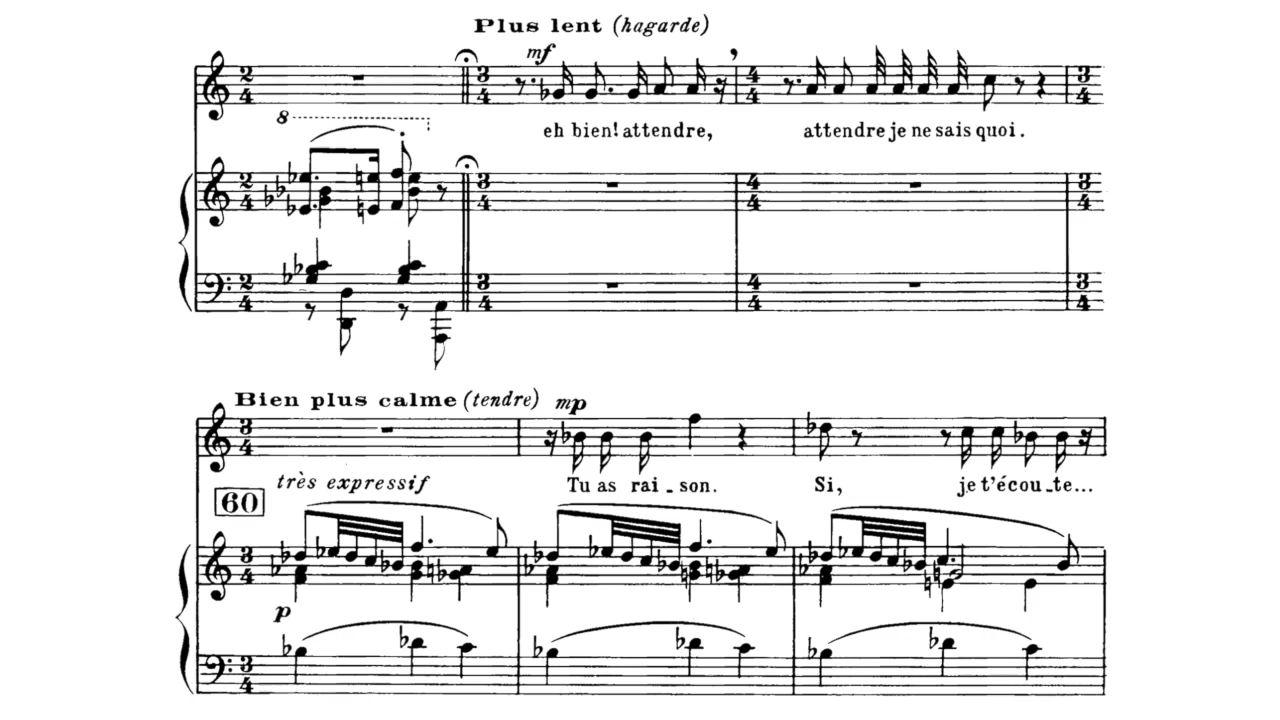 Plus lent (hagarde)
mf
8
eh bien! attendre, attendre je ne sais quoi.
Bien plus calme (tendre) mp
très expressif
Tu as rai - son. Si, je t'écou - te...
60
p